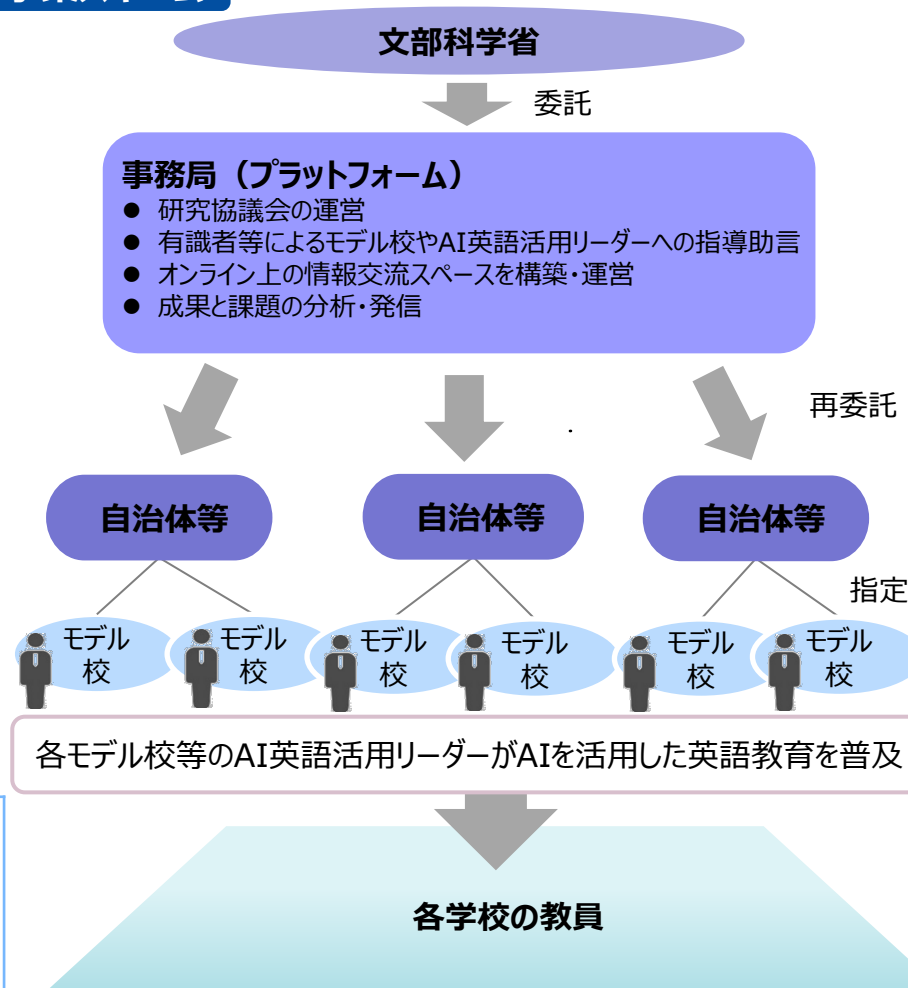 文部科学省
委託
事務局（プラットフォーム）
● 研究協議会の運営
● 有識者等によるモデル校やAI英語活用リーダーへの指導助言
● オンライン上の情報交流スペースを構築・運営
● 成果と課題の分析・発信
再委託
.
自治体等 自治体等 自治体等
指定
モデル モデル モデル モデル モデル モデル
校 校 校 校 校 校
各モデル校等のAI英語活用リーダーがAIを活用した英語教育を普及
各学校の教員